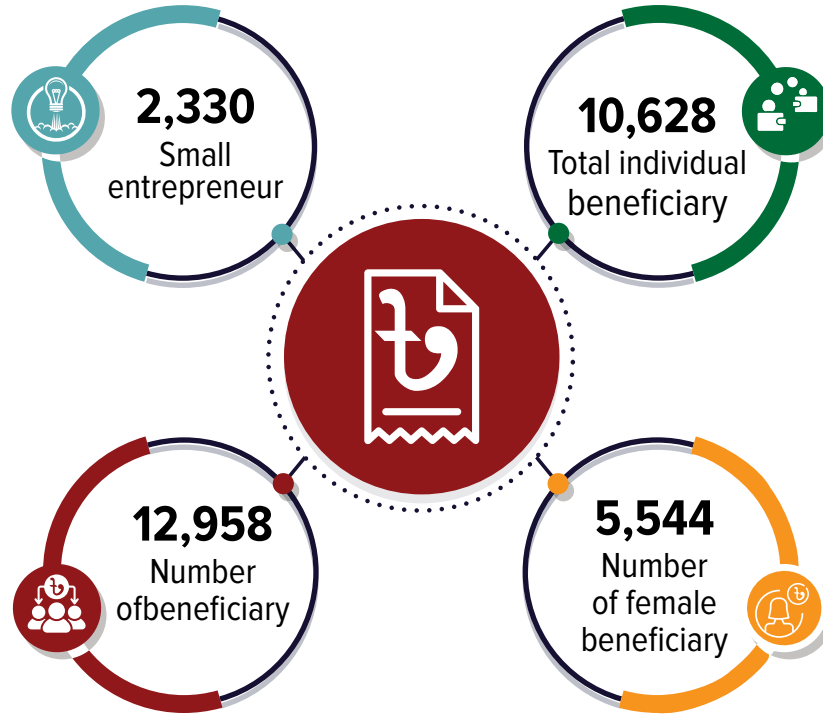 2,330
Small
entrepreneur
10,628
Total individual
beneficiary
৳
12,958
Number
ofbeneficiary
৳
5,544
Number
of female
beneficiary
৳